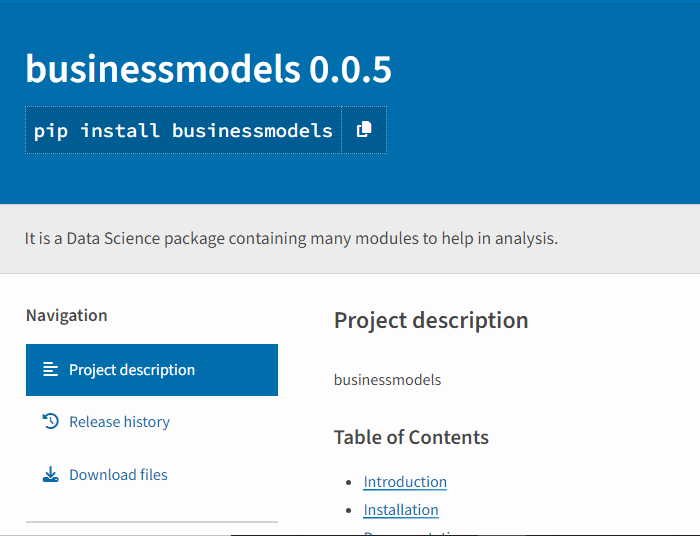 businessmodels 0.0.5
pip install businessmodels
It is a Data Science package containing many modules to help in analysis.
Navigation
Project description
Release history
Download files
Project description
businessmodels
Table of Contents
Introduction
Installation